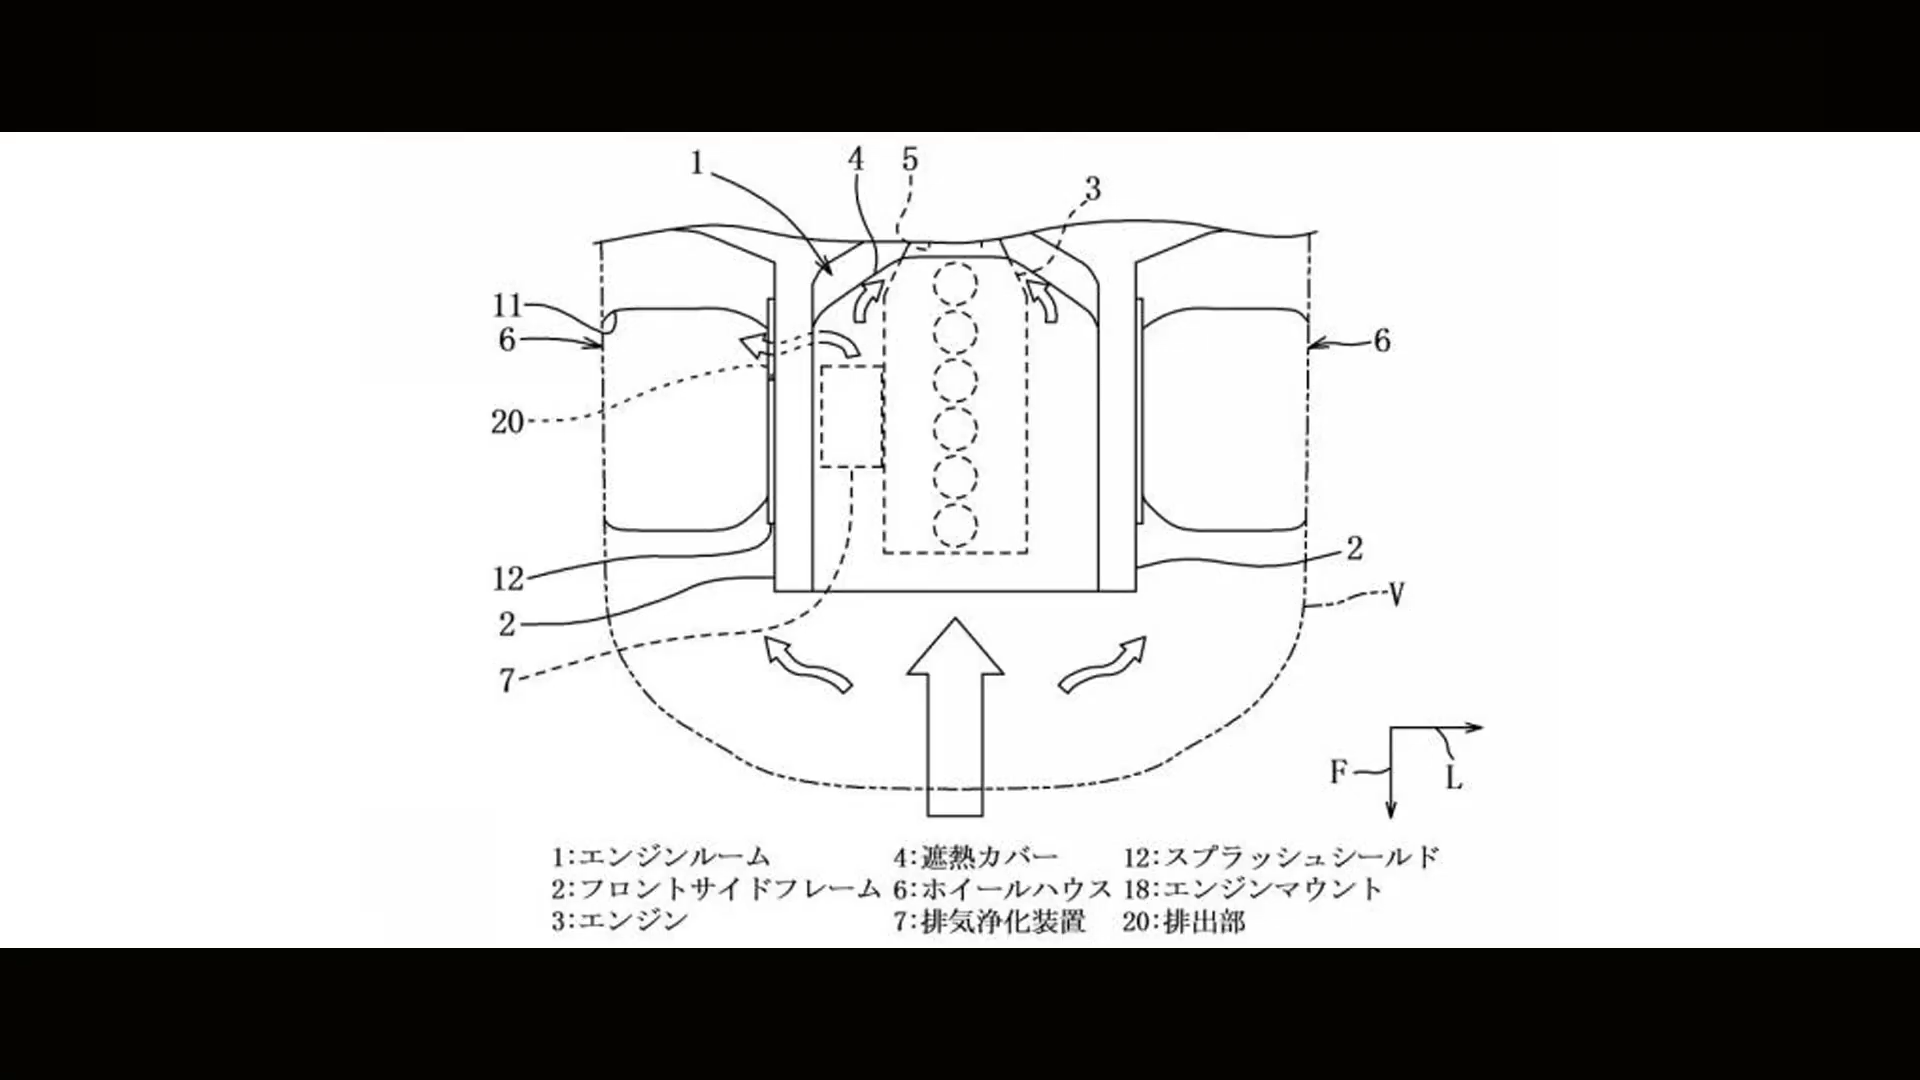 1
4
5
3
11
6
6
20
12
2
2
V
7
F
L
1:エンジンルーム 4:遮熱カバー 12:スプラッシュシールド
2:フロントサイドフレーム 6:ホイールハウス 18:エンジンマウント
3:エンジン 7:排気浄化装置 20:排出部